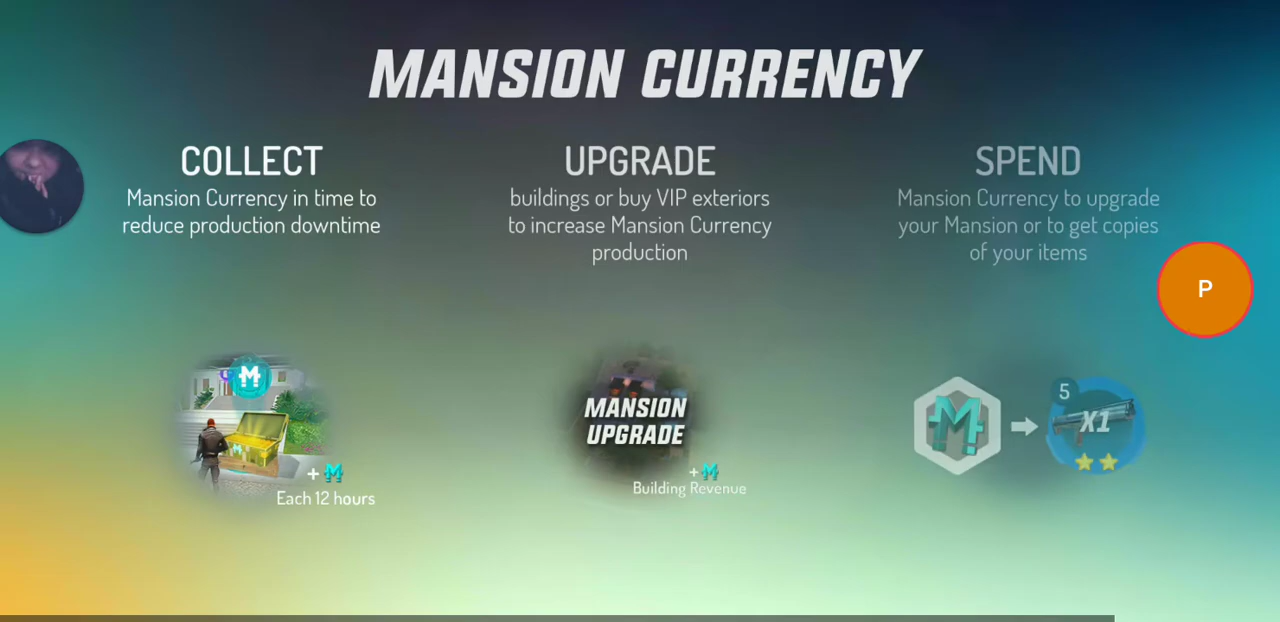 MANSION CURRENCY
COLLECT
Mansion Currency in time to
reduce production downtime
UPGRADE
buildings or buy VIP exteriors
to increase Mansion Currency
production
SPEND
Mansion Currency to upgrade
your Mansion or to get copies
of your items
P
M
+ M
Each 12 hours
MANSION
UPGRADE
+ M
Building Revenue
M
5
X1